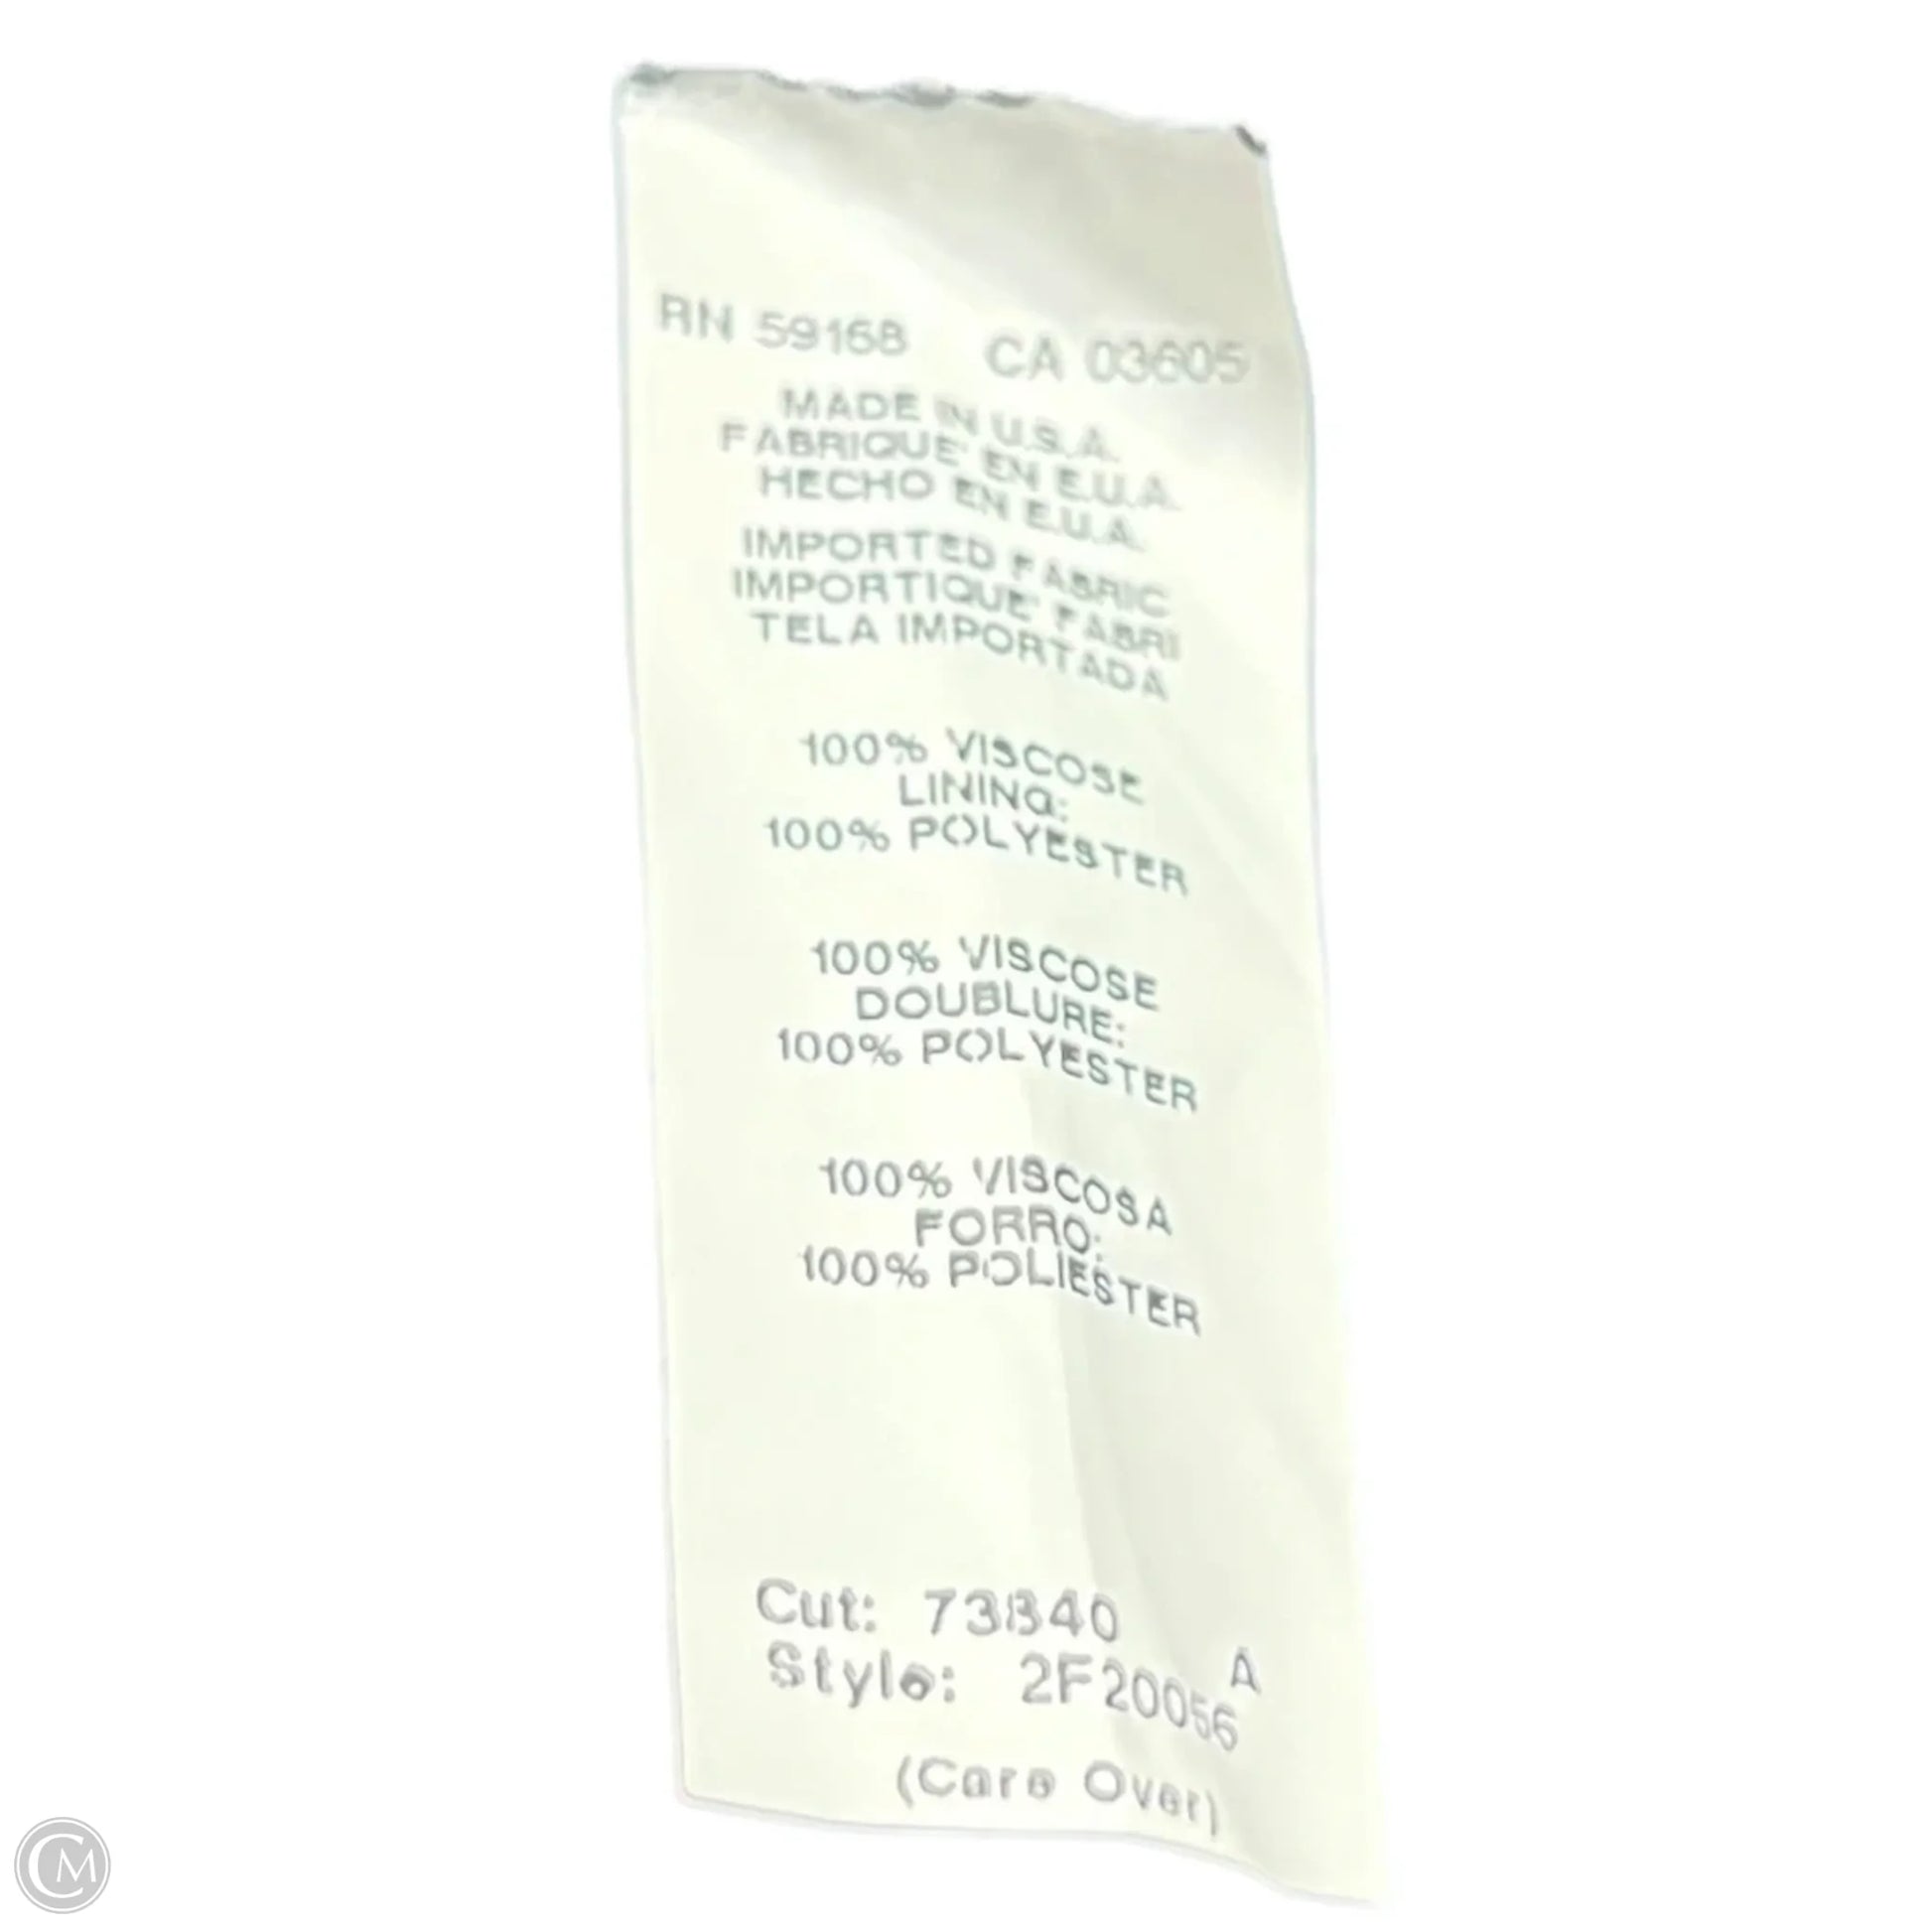 RN 59168 CA 03605
MADE IN U.S.A.
FABRIQUE' EN E.U.A.
HECHO EN E.U.A.
IMPORTED FABRIC
IMPORTIQUE' FABRI
TELA IMPORTADA
100% VISCOSE
LINING:
100% POLYESTER
100% VISCOSE
DOUBLURE:
100% POLYESTER
100% VISCOSA
FORRO:
100% POLIESTER
Cut: 73840
A
Style: 2F20056
(Care Over)
CM